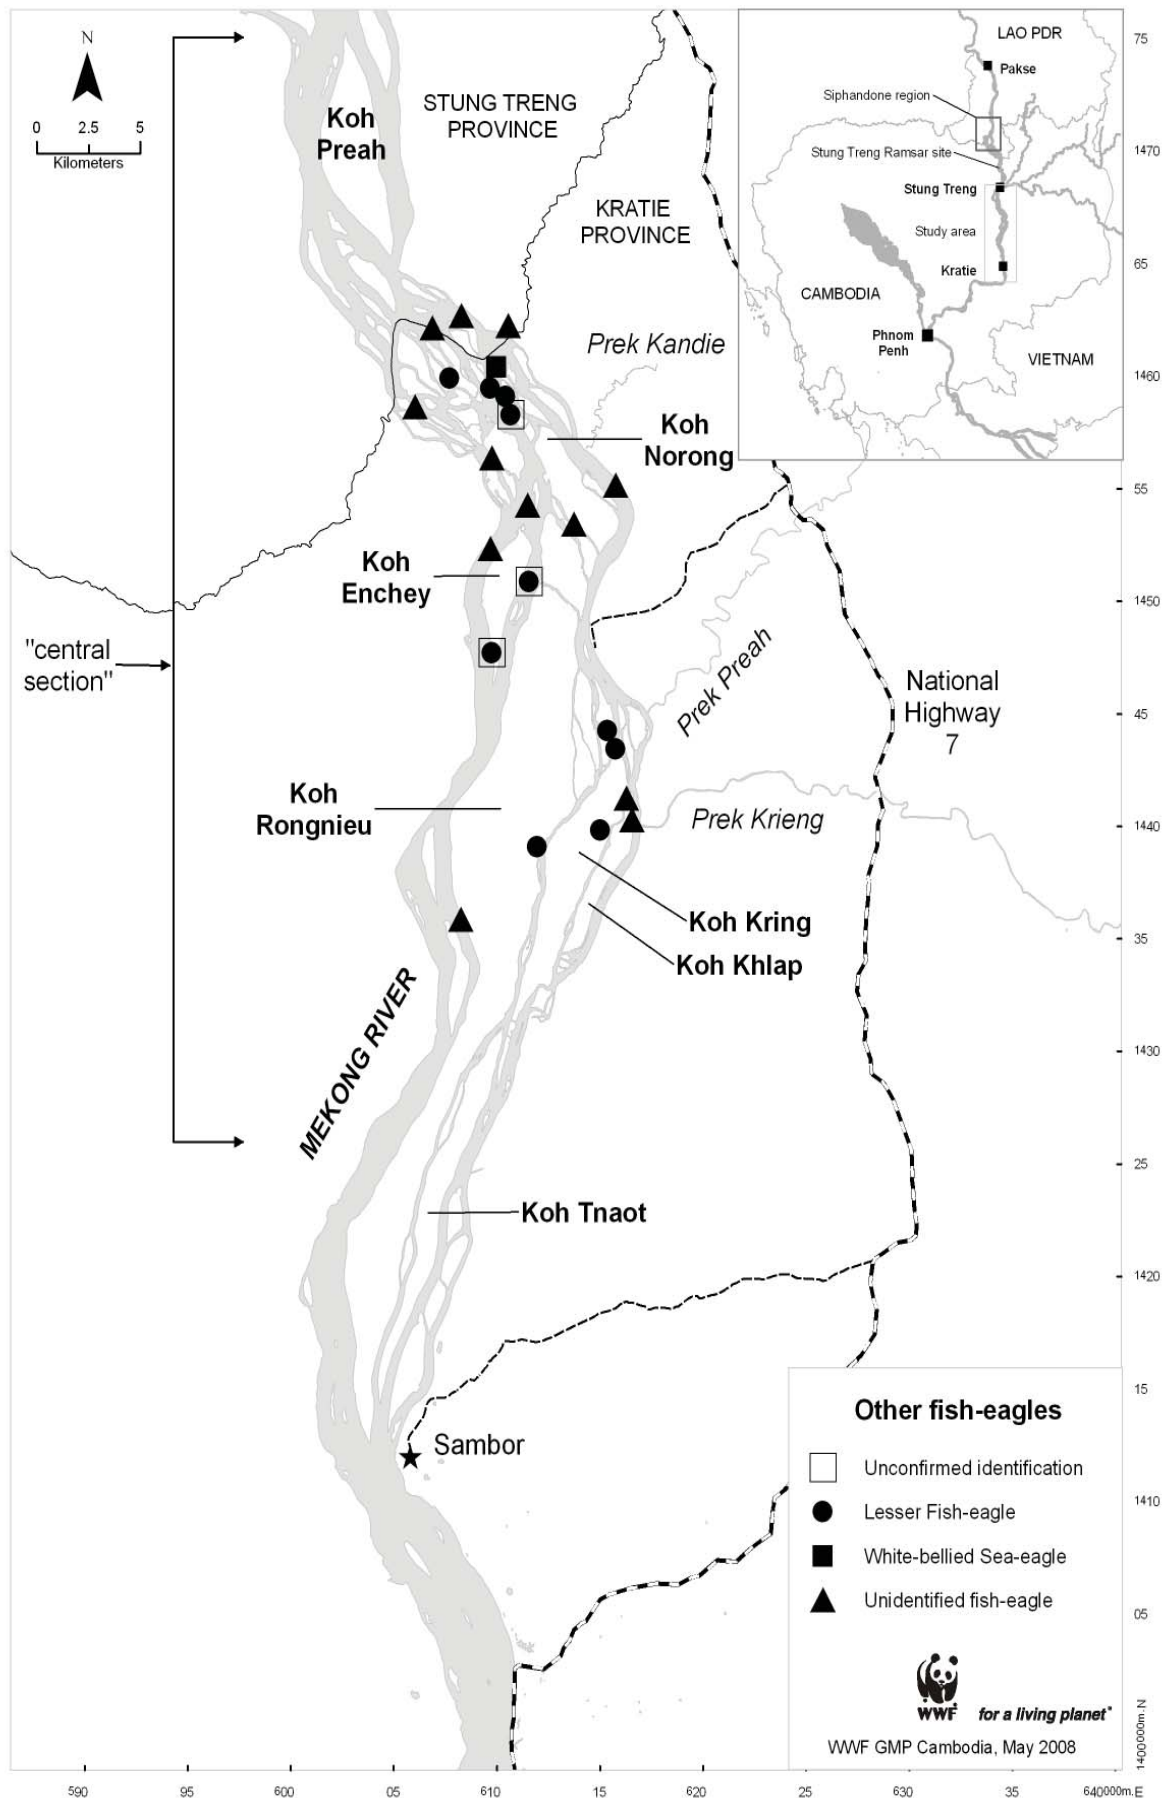 N
0 2.5 5
Kilometers
Koh
Preah
STUNG TRENG
PROVINCE
KRATIE
PROVINCE
LAO PDR
Pakse
Siphandone region
Stung Treng Ramsar site
Stung Treng
Study area
Kratie
CAMBODIA
Phnom
Penh
VIETNAM
Prek Kandie
Koh
Norong
Koh
Enchey
"central
section"
Prek Preah
National
Highway
7
Koh
Rongnieu
Prek Krieng
Koh Kring
Koh Khlap
MEKONG RIVER
Koh Tnaot
Sambor
Other fish-eagles
Unconfirmed identification
Lesser Fish-eagle
White-bellied Sea-eagle
Unidentified fish-eagle
WWF
for a living planet®
WWF GMP Cambodia, May 2008
75
1470
65
1460
55
1450
45
1440
35
1430
25
1420
15
1410
05
1400000m. N
590 95 600 05 610 15 620 25 630 35 640000m. E